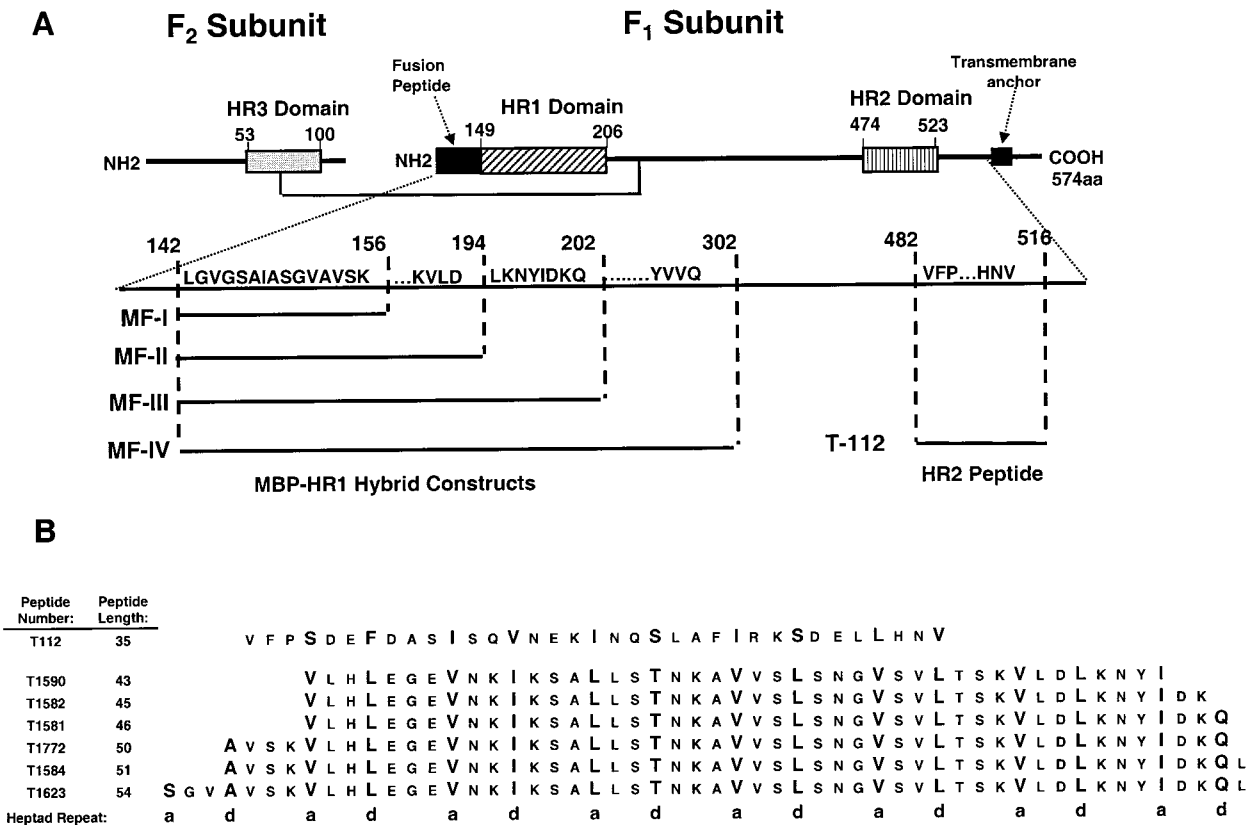 A
F2 Subunit
F1 Subunit
Fusion
Peptide
Transmembrane
anchor
HR3 Domain
HR1 Domain
HR2 Domain
53 100
149 206
474 523
NH2
NH2
COOH
574aa
142 156 194 202 302 482 516
LGVGSAIASGVAVSK ...KVLD LKNYIDKQ ........YVVQ VFP...HNV
MF-I
MF-II
MF-III
MF-IV
T-112
MBP-HR1 Hybrid Constructs
HR2 Peptide
B
Peptide Number: Peptide Length:
T112 35 V F P S D E F D A S I S Q V N E K I N Q S L A F I R K S D E L L H N V
T1590 43 V L H L E G E V N K I K S A L L S T N K A V V S L S N G V S V L T S K V L D L K N Y I
T1582 45 V L H L E G E V N K I K S A L L S T N K A V V S L S N G V S V L T S K V L D L K N Y I D K
T1581 46 V L H L E G E V N K I K S A L L S T N K A V V S L S N G V S V L T S K V L D L K N Y I D K Q
T1772 50 A V S K V L H L E G E V N K I K S A L L S T N K A V V S L S N G V S V L T S K V L D L K N Y I D K Q
T1584 51 A V S K V L H L E G E V N K I K S A L L S T N K A V V S L S N G V S V L T S K V L D L K N Y I D K Q L
T1623 54 S G V A V S K V L H L E G E V N K I K S A L L S T N K A V V S L S N G V S V L T S K V L D L K N Y I D K Q L
Heptad Repeat: a d a d a d a d a d a d a d a d